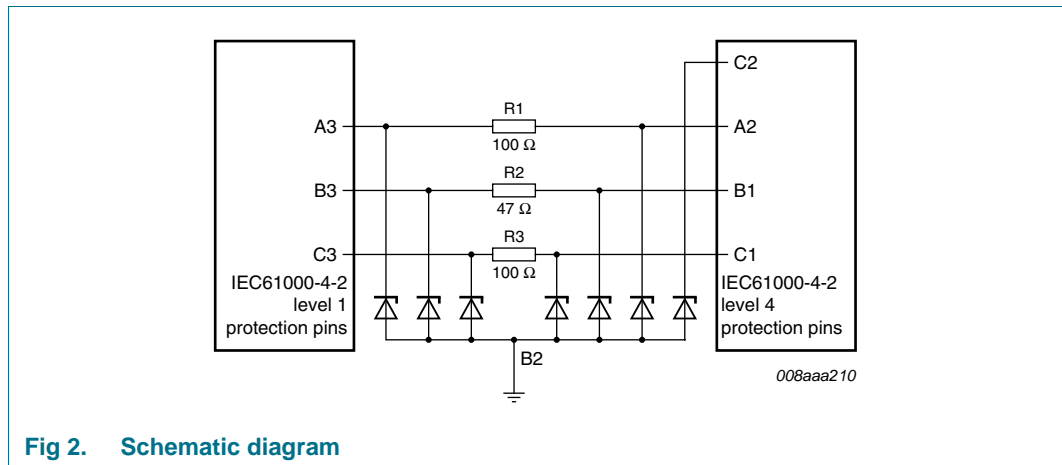 C2
R1
A3
A2
100 Ω
R2
B3
B1
47 Ω
R3
C3
C1
100 Ω
IEC61000-4-2
level 1
protection pins
IEC61000-4-2
level 4
protection pins
B2
008aaa210
Fig 2. Schematic diagram